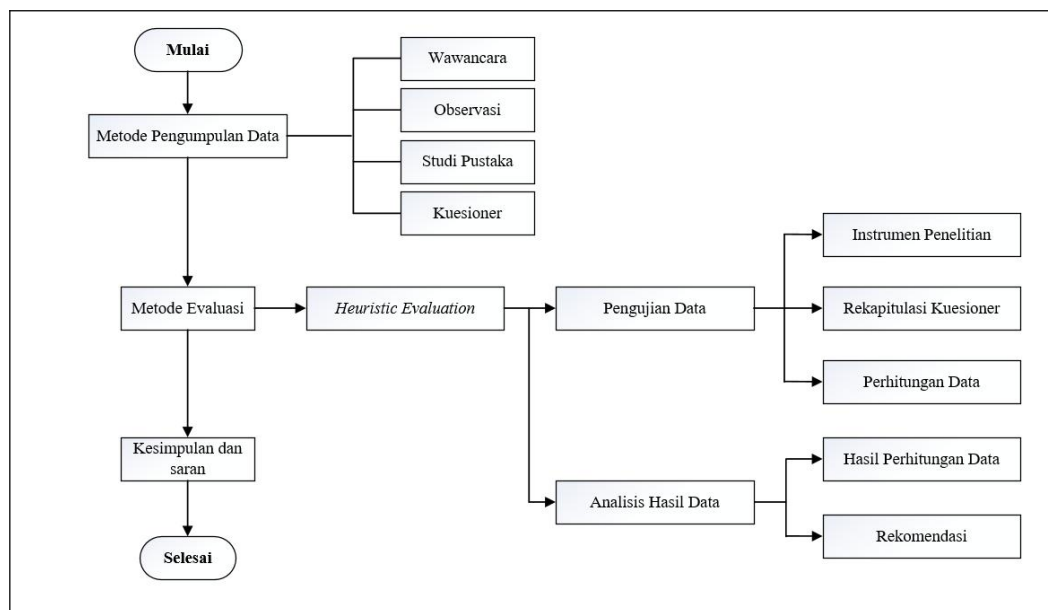 Mulai
Metode Pengumpulan Data
Wawancara
Observasi
Studi Pustaka
Kuesioner
Metode Evaluasi
Heuristic Evaluation
Pengujian Data
Instrumen Penelitian
Rekapitulasi Kuesioner
Perhitungan Data
Analisis Hasil Data
Hasil Perhitungan Data
Rekomendasi
Kesimpulan dan
saran
Selesai